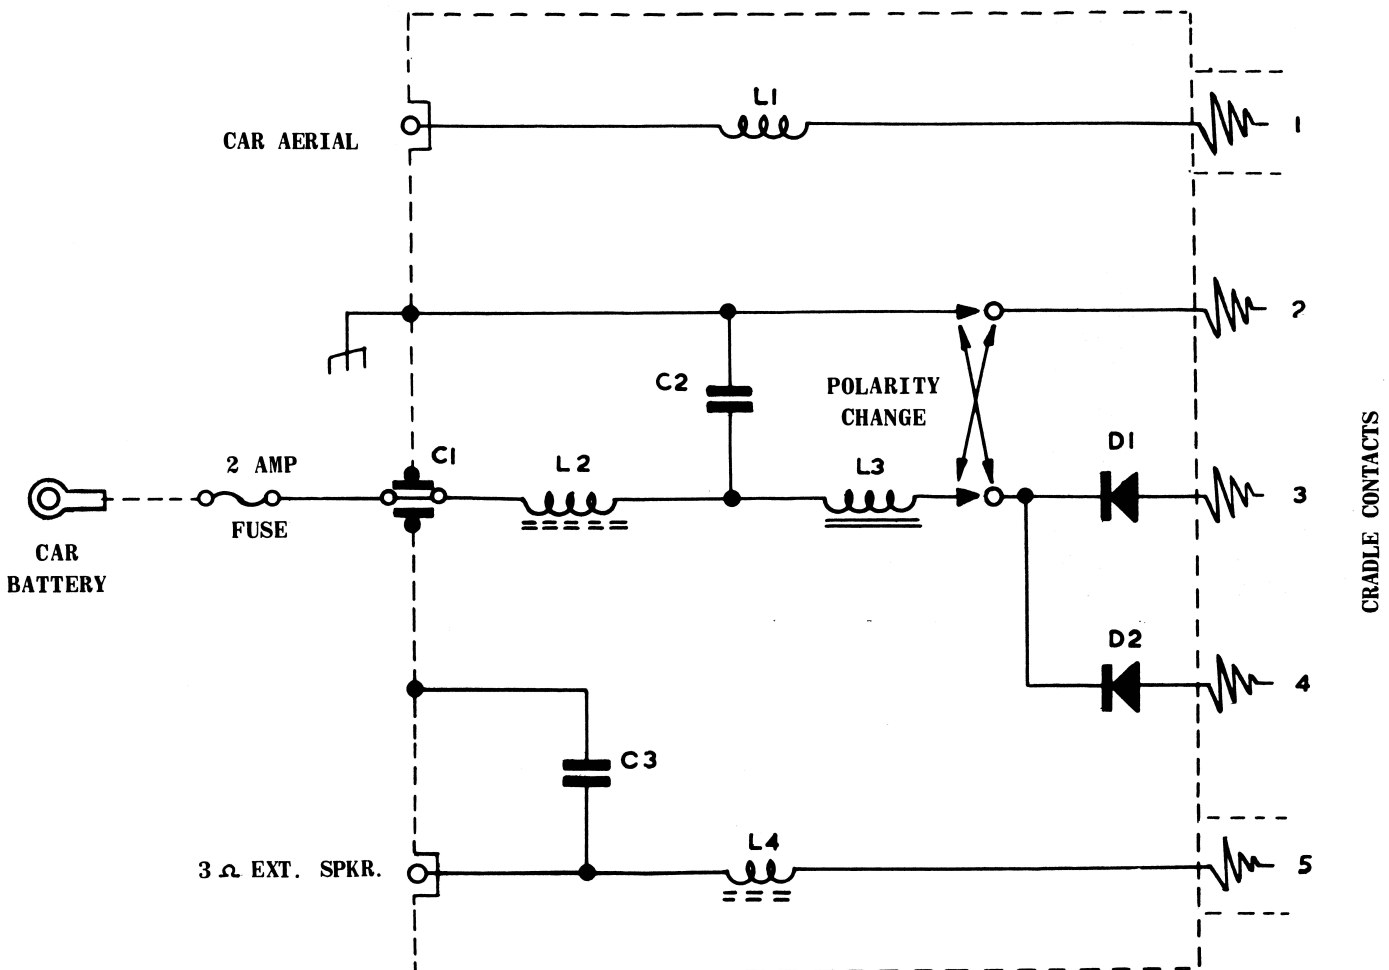 L1
CAR AERIAL
1
2
C2
POLARITY
CHANGE
2 AMP
FUSE
C1
L2
L3
D1
3
CAR
BATTERY
D2
4
C3
3 Ω EXT. SPKR.
L4
5
CRADLE CONTACTS